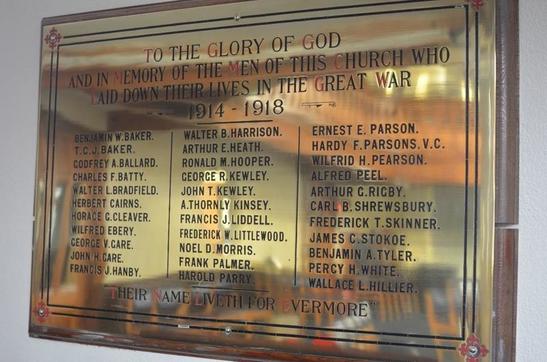 TO THE GLORY OF GOD
AND IN MEMORY OF THE MEN OF THIS CHURCH WHO
LAID DOWN THEIR LIVES IN THE GREAT WAR
1914 - 1918
BENJAMIN W. BAKER.
T. C. J. BAKER.
GODFREY A. BALLARD.
CHARLES F. BATTY.
WALTER L. BRADFIELD.
HERBERT CAIRNS.
HORACE G. CLEAVER.
WILFRED EBERY.
GEORGE V. GARE.
JOHN H. GARE.
FRANCIS J. HANBY.
WALTER B. HARRISON.
ARTHUR E. HEATH.
RONALD M. HOOPER.
GEORGE R. KEWLEY.
JOHN T. KEWLEY.
A. THORNLY KINSEY.
FRANCIS J. LIDDELL.
FREDERICK W. LITTLEWOOD.
NOEL D. MORRIS.
FRANK PALMER.
HAROLD PARRY.
ERNEST E. PARSON.
HARDY F. PARSONS, V.C.
WILFRID H. PEARSON.
ALFRED PEEL.
ARTHUR G. RIGBY.
CARL B. SHREWSBURY.
FREDERICK T. SKINNER.
JAMES C. STOKOE.
BENJAMIN A. TYLER.
PERCY H. WHITE.
WALLACE L. HILLIER.
"THEIR NAME LIVETH FOR EVERMORE"